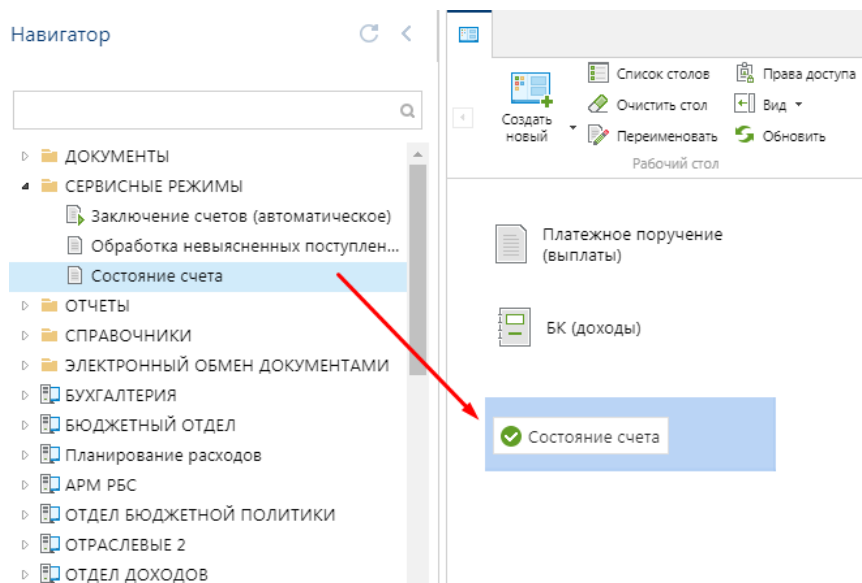 Навигатор
ДОКУМЕНТЫ
СЕРВИСНЫЕ РЕЖИМЫ
Заключение счетов (автоматическое)
Обработка невыясненных поступлен...
Состояние счета
ОТЧЕТЫ
СПРАВОЧНИКИ
ЭЛЕКТРОННЫЙ ОБМЕН ДОКУМЕНТАМИ
БУХГАЛТЕРИЯ
БЮДЖЕТНЫЙ ОТДЕЛ
Планирование расходов
АРМ РБС
ОТДЕЛ БЮДЖЕТНОЙ ПОЛИТИКИ
ОТРАСЛЕВЫЕ 2
ОТДЕЛ ДОХОДОВ
Создать
новый
Список столов
Очистить стол
Переименовать
Права доступа
Вид
Обновить
Рабочий стол
Платежное поручение
(выплаты)
БК (доходы)
Состояние счета